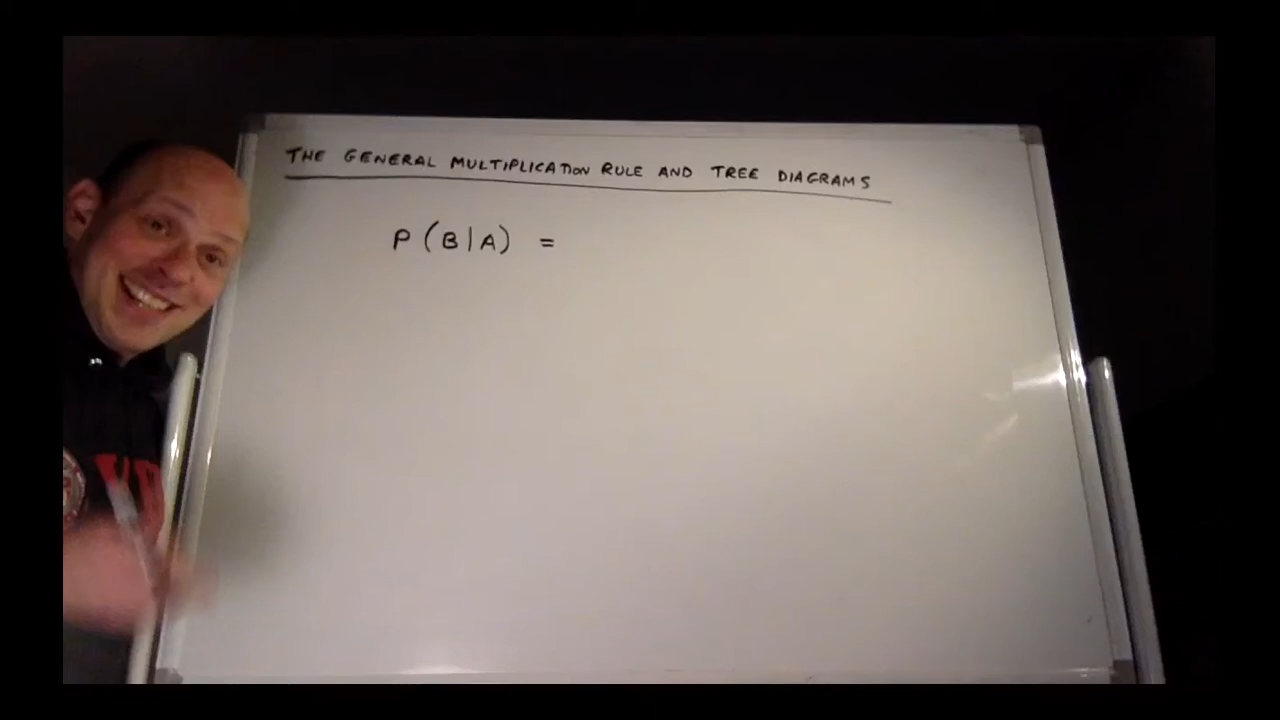 THE GENERAL MULTIPLICATION RULE AND TREE DIAGRAMS
P (B|A) =